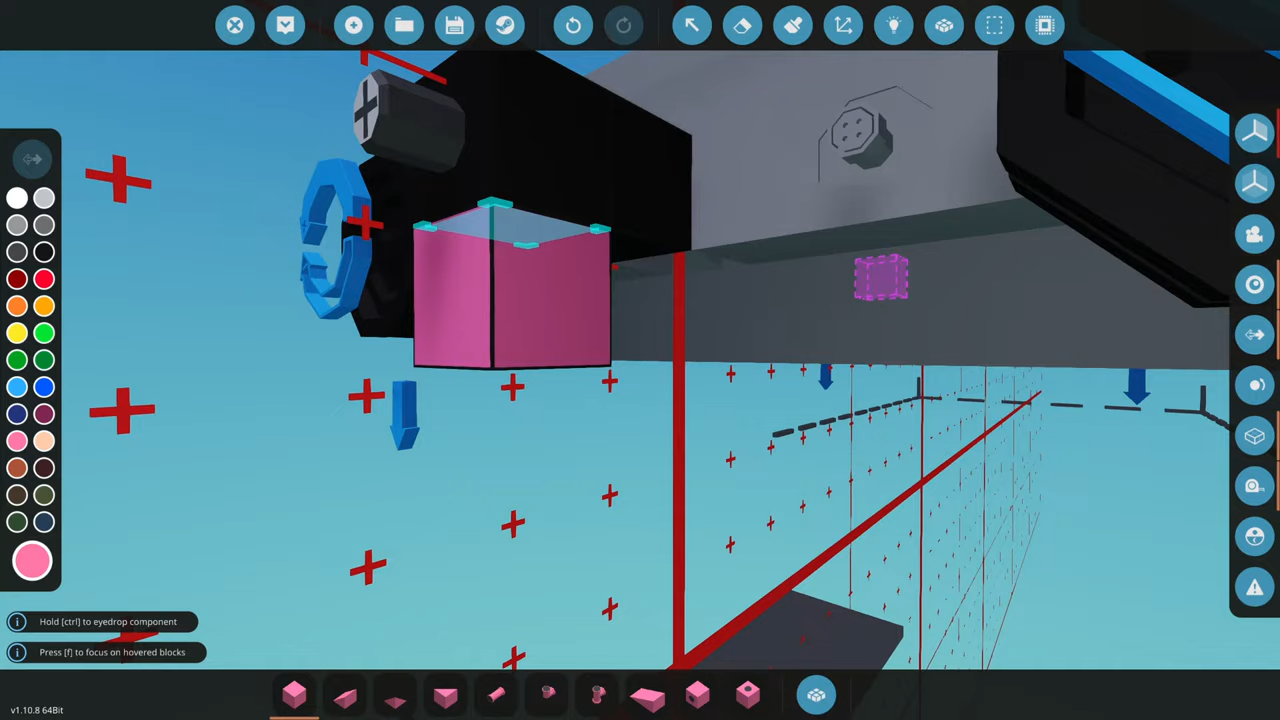 Hold [ctrl] to eyedrop component
Press [f] to focus on hovered blocks
v1.10.8 64Bit